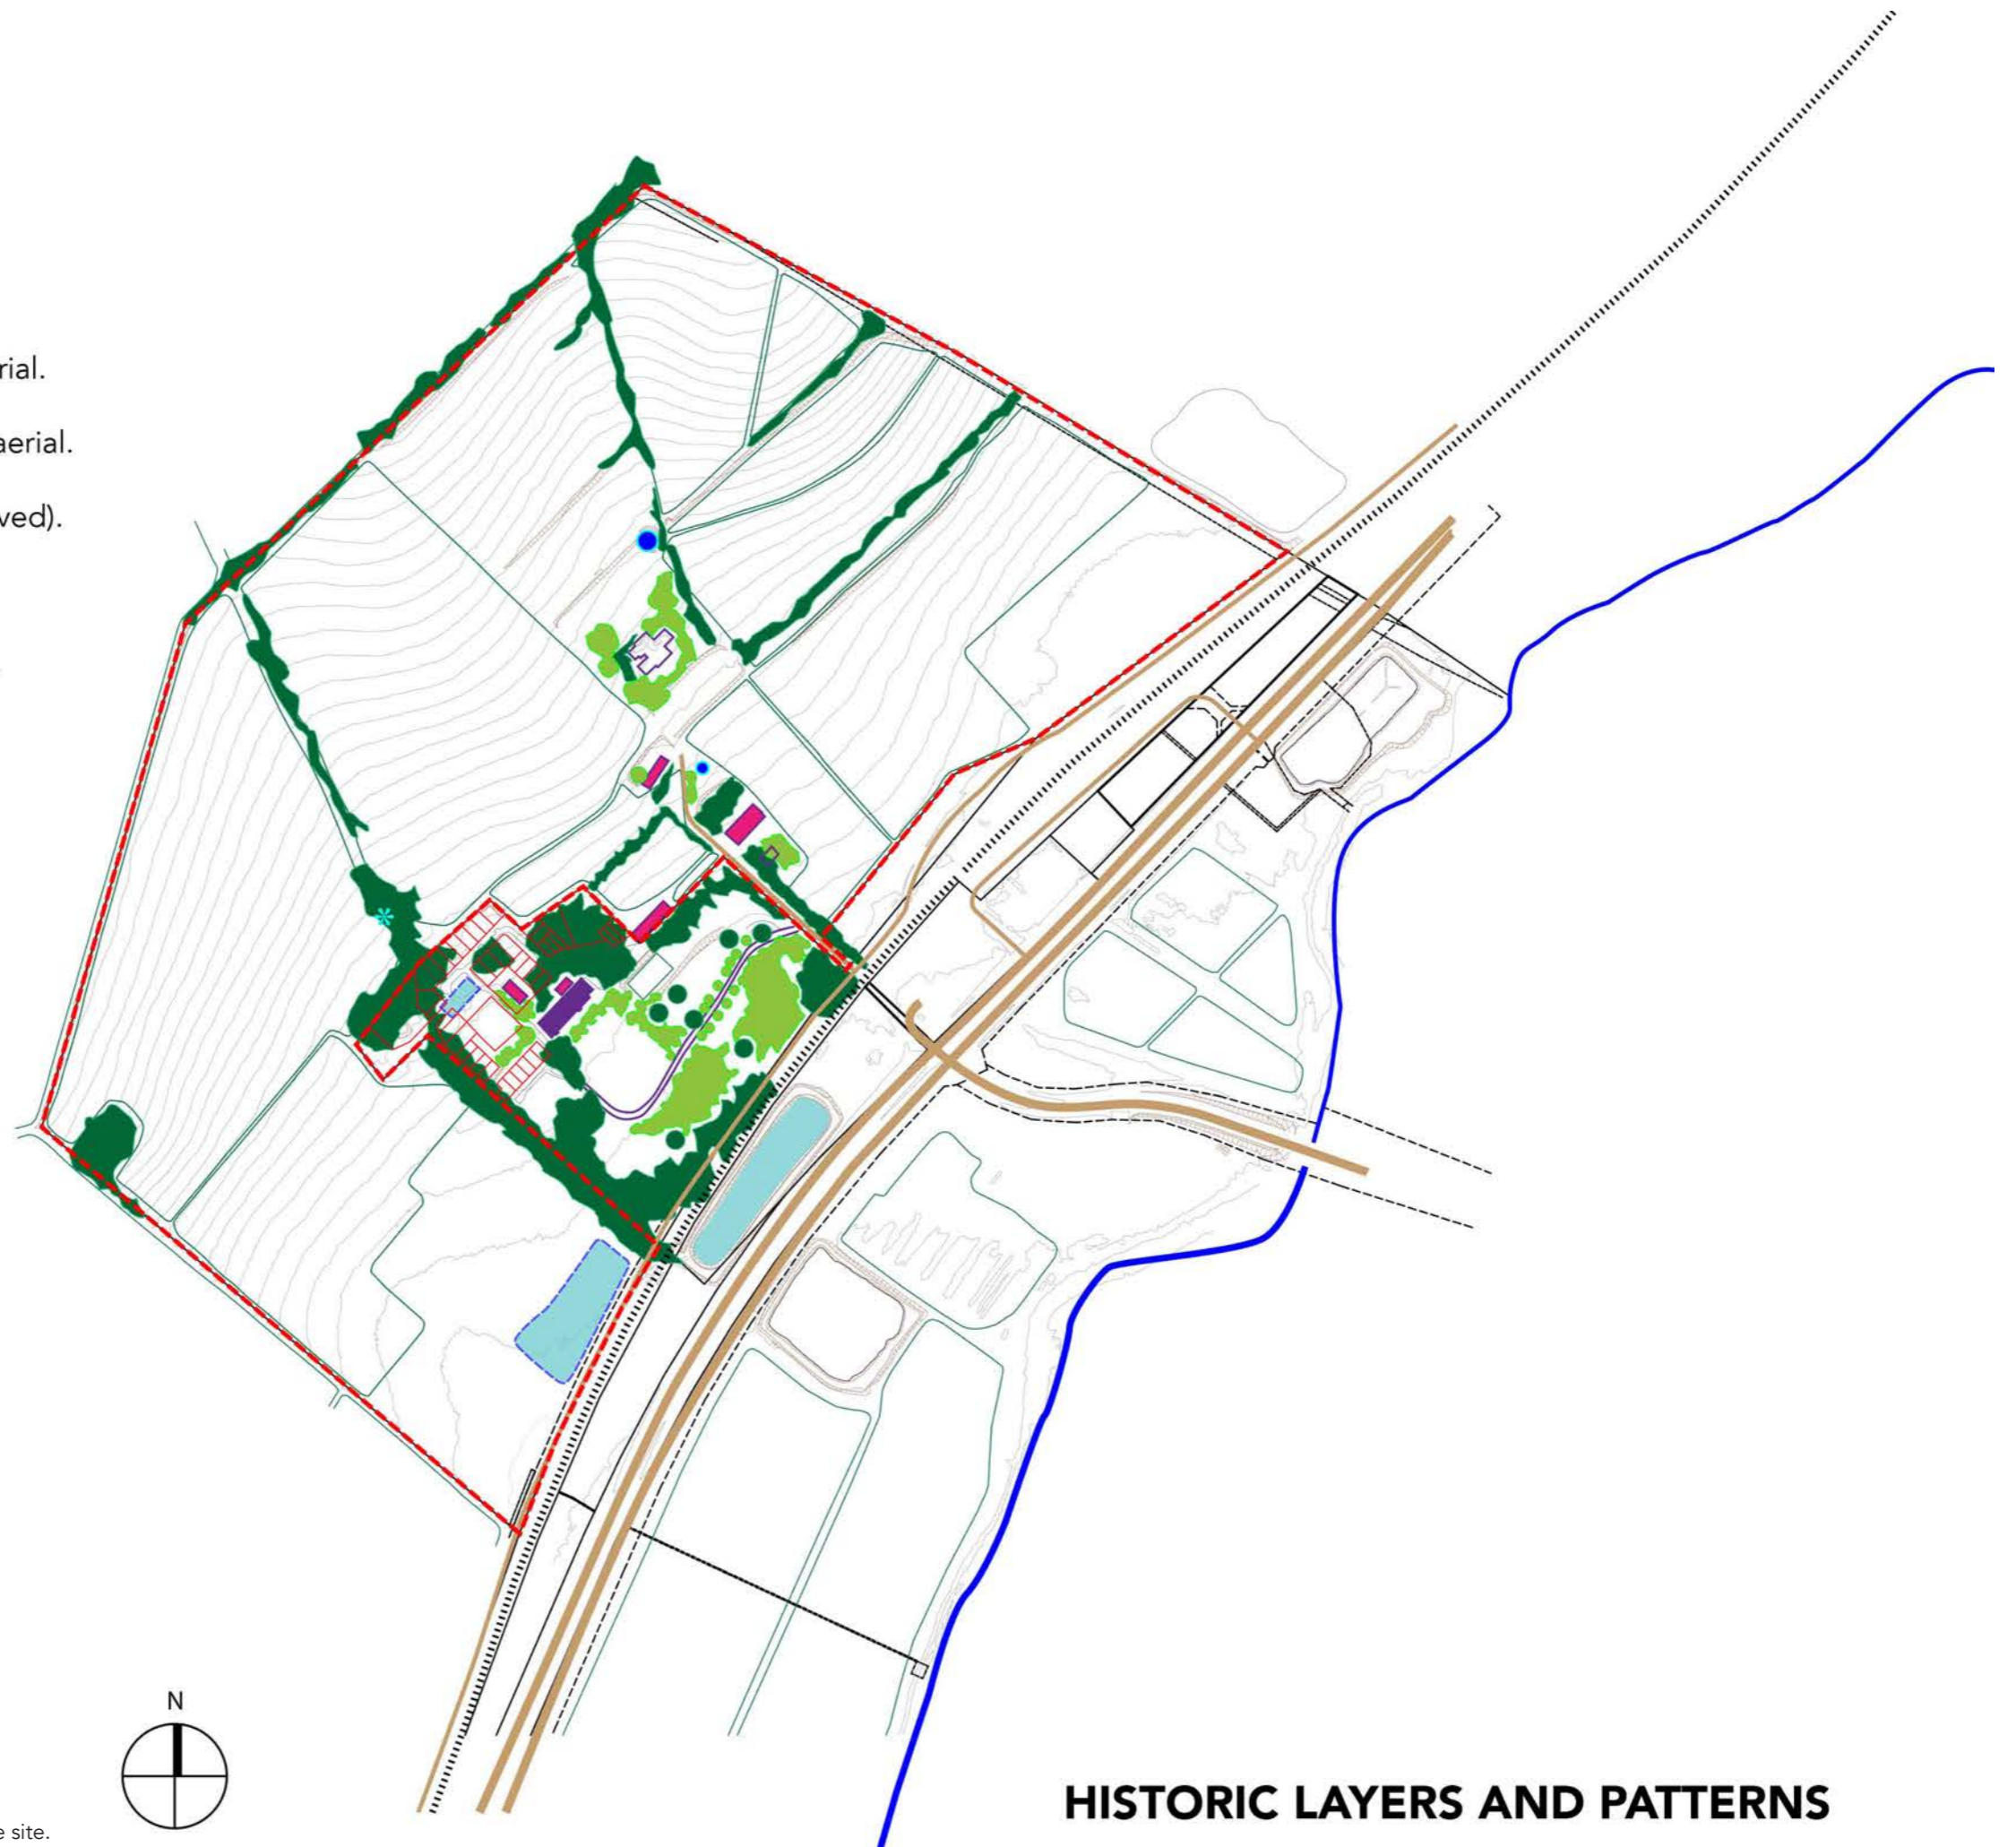 rial.
aerial.
ved).
N
HISTORIC LAYERS AND PATTERNS
e site.